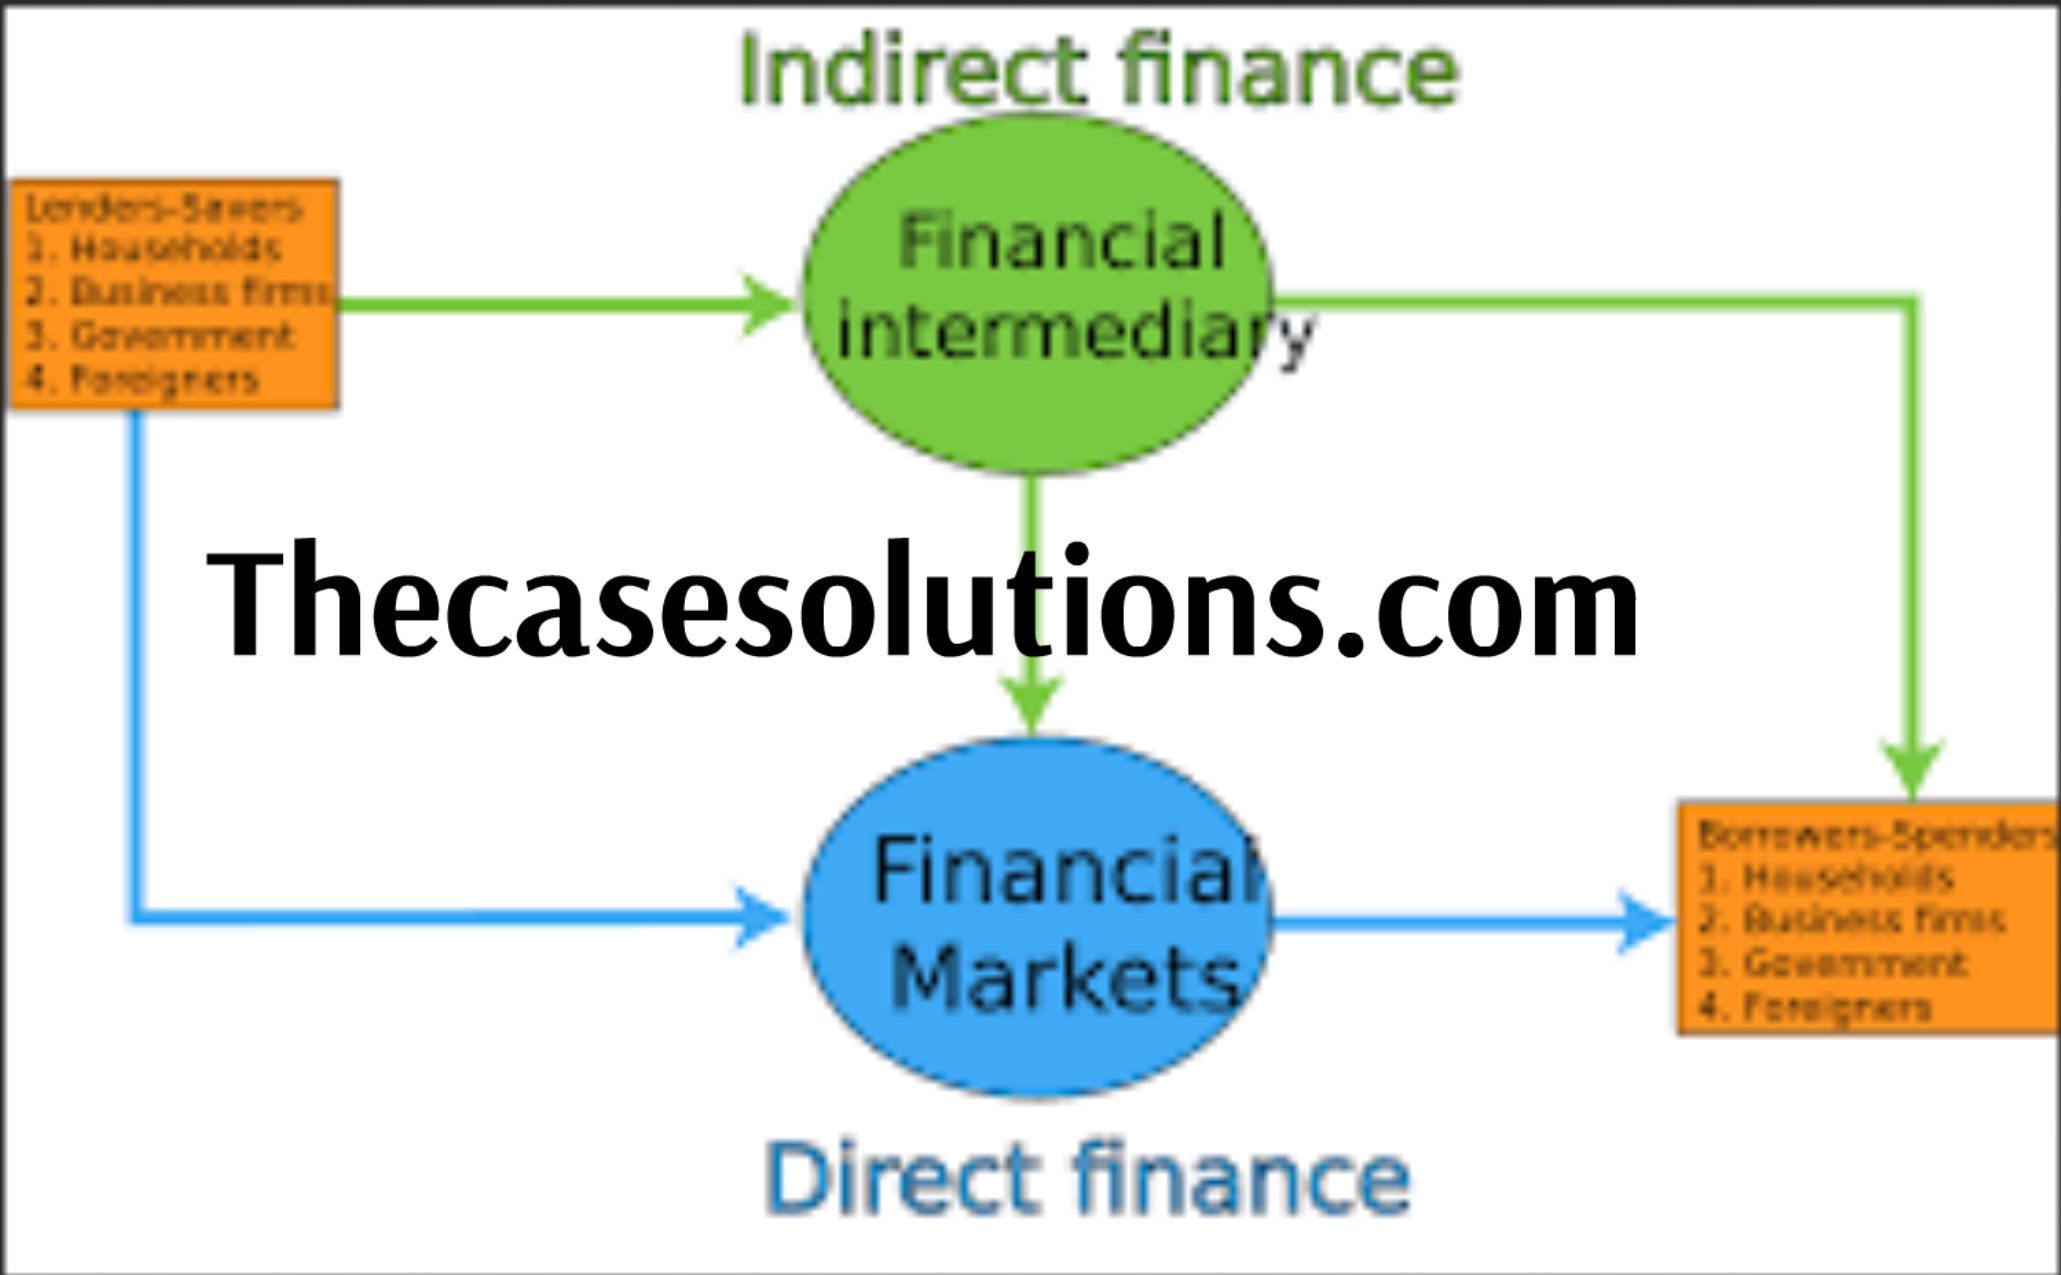 Indirect finance
Lenders-Savers
1. Households
2. Business firms
3. Government
4. Foreigners
Financial
intermediary
Thecasesolutions.com
Financial
Markets
Borrowers-Spenders
1. Households
2. Business firms
3. Government
4. Foreigners
Direct finance